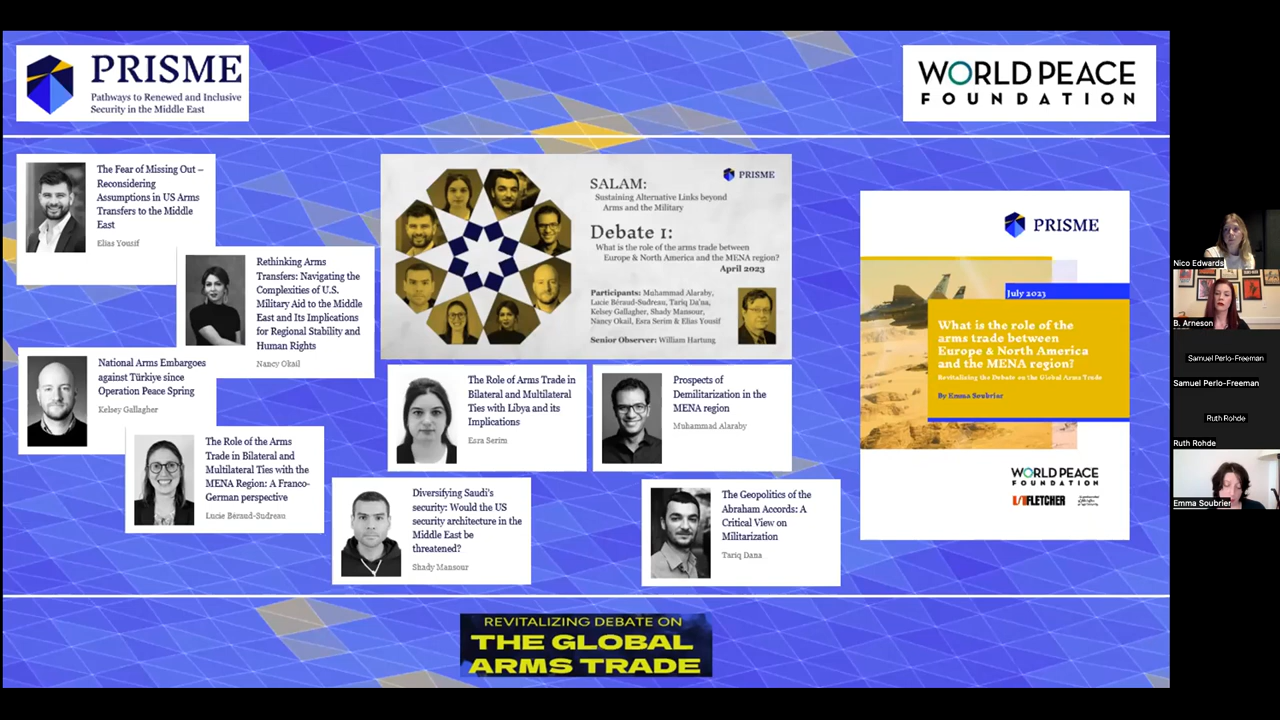 PRISME
Pathways to Renewed and Inclusive
Security in the Middle East
WORLD PEACE
FOUNDATION
The Fear of Missing Out –
Reconsidering
Assumptions in US Arms
Transfers to the Middle
East
Elias Yousif
Rethinking Arms
Transfers: Navigating the
Complexities of U.S.
Military Aid to the Middle
East and Its Implications
for Regional Stability and
Human Rights
Nancy Okail
National Arms Embargoes
against Türkiye since
Operation Peace Spring
Kelsey Gallagher
The Role of the Arms
Trade in Bilateral and
Multilateral Ties with the
MENA Region: A Franco-
German perspective
Lucie Béraud-Sudreau
PRISME
SALAM:
Sustaining Alternative Links beyond
Arms and the Military
Debate 1:
What is the role of the arms trade between
Europe & North America and the MENA region?
April 2023
Participants: Muhammad Alaraby,
Lucie Béraud-Sudreau, Tariq Da'na,
Kelsey Gallagher, Shady Mansour,
Nancy Okail, Esra Serim & Elias Yousif
Senior Observer: William Hartung
The Role of Arms Trade in
Bilateral and Multilateral
Ties with Libya and its
Implications
Esra Serim
Prospects of
Demilitarization in the
MENA region
Muhammad Alaraby
Diversifying Saudi's
security: Would the US
security architecture in the
Middle East be
threatened?
Shady Mansour
The Geopolitics of the
Abraham Accords: A
Critical View on
Militarization
Tariq Dana
PRISME
July 2023
What is the role of the
arms trade between
Europe & North America
and the MENA region?
Revitalizing the Debate on the Global Arms Trade
By Emma Soubrier
WORLD PEACE
FOUNDATION
FLETCHER
REVITALIZING DEBATE ON
THE GLOBAL
ARMS TRADE
Nico Edwards
B. Arneson
Samuel Perlo-Freeman
Samuel Perlo-Freeman
Ruth Rohde
Ruth Rohde
Emma Soubrier